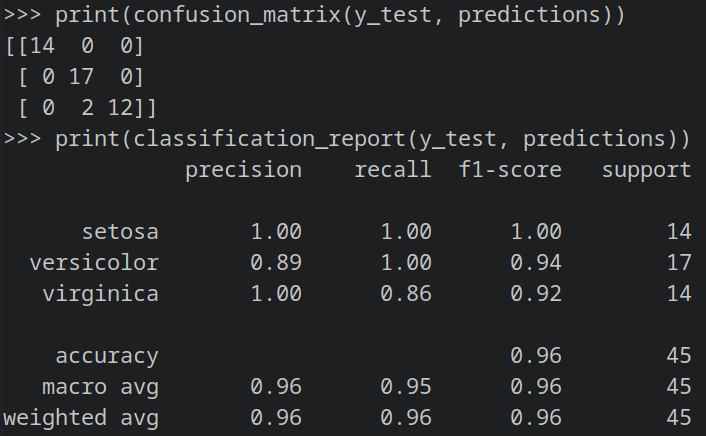 >>> print(confusion_matrix(y_test, predictions))
[[14  0  0]
 [ 0 17  0]
 [ 0  2 12]]
>>> print(classification_report(y_test, predictions))
              precision    recall  f1-score   support

      setosa       1.00      1.00      1.00        14
  versicolor       0.89      1.00      0.94        17
   virginica       1.00      0.86      0.92        14

    accuracy                           0.96        45
   macro avg       0.96      0.95      0.96        45
weighted avg       0.96      0.96      0.96        45